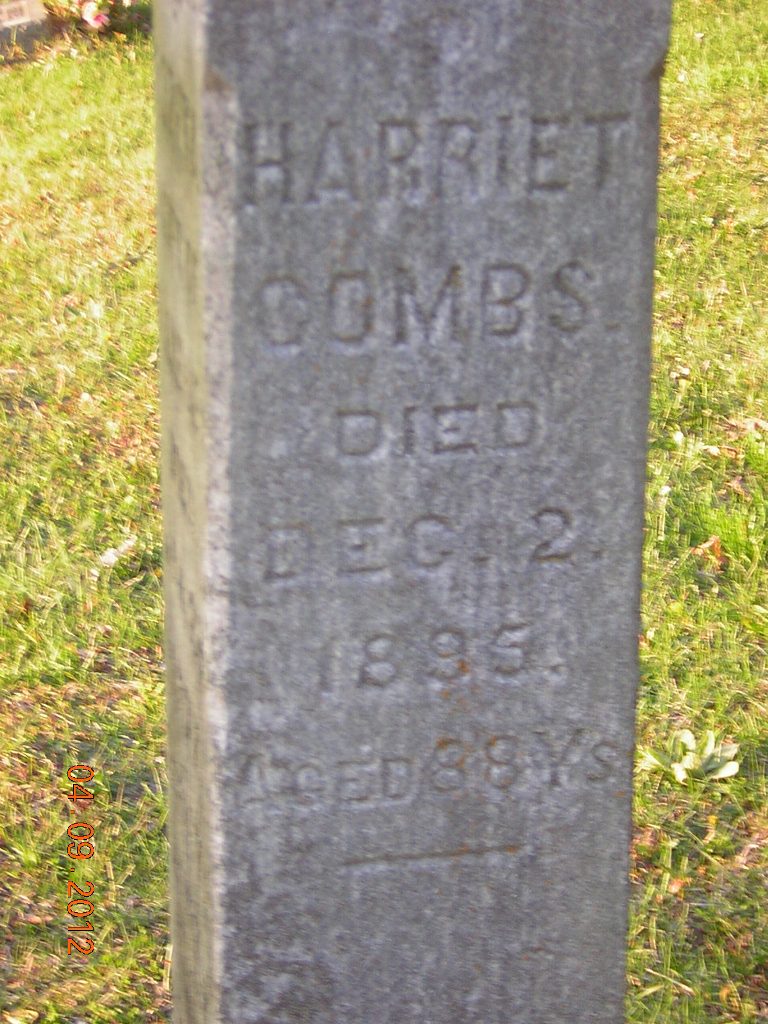 HARRIET
COMBS.
DIED
DEC. 2.
1895.
AGED 88 Ys
04 09 2012